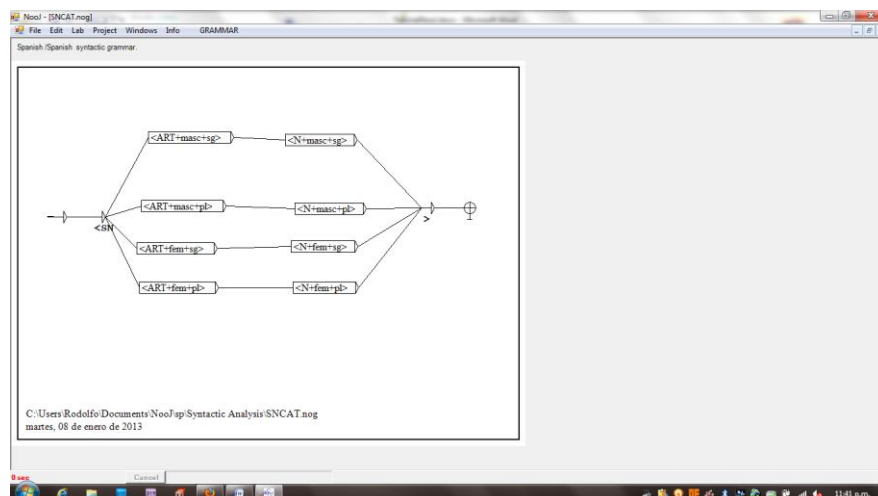 NooJ - [SNCAT.nog]
File Edit Lab Project Windows Info GRAMMAR
Spanish /Spanish syntactic grammar.
<ART+masc+sg> <N+masc+sg>
<ART+masc+pl> <N+masc+pl>
<SN >
<ART+fem+sg> <N+fem+sg>
<ART+fem+pl> <N+fem+pl>
C:\Users\Rodolfo\Documents\NooJ\sp\Syntactic Analysis\SNCAT.nog
martes, 08 de enero de 2013
0 sec Cancel
11:41 p.m.